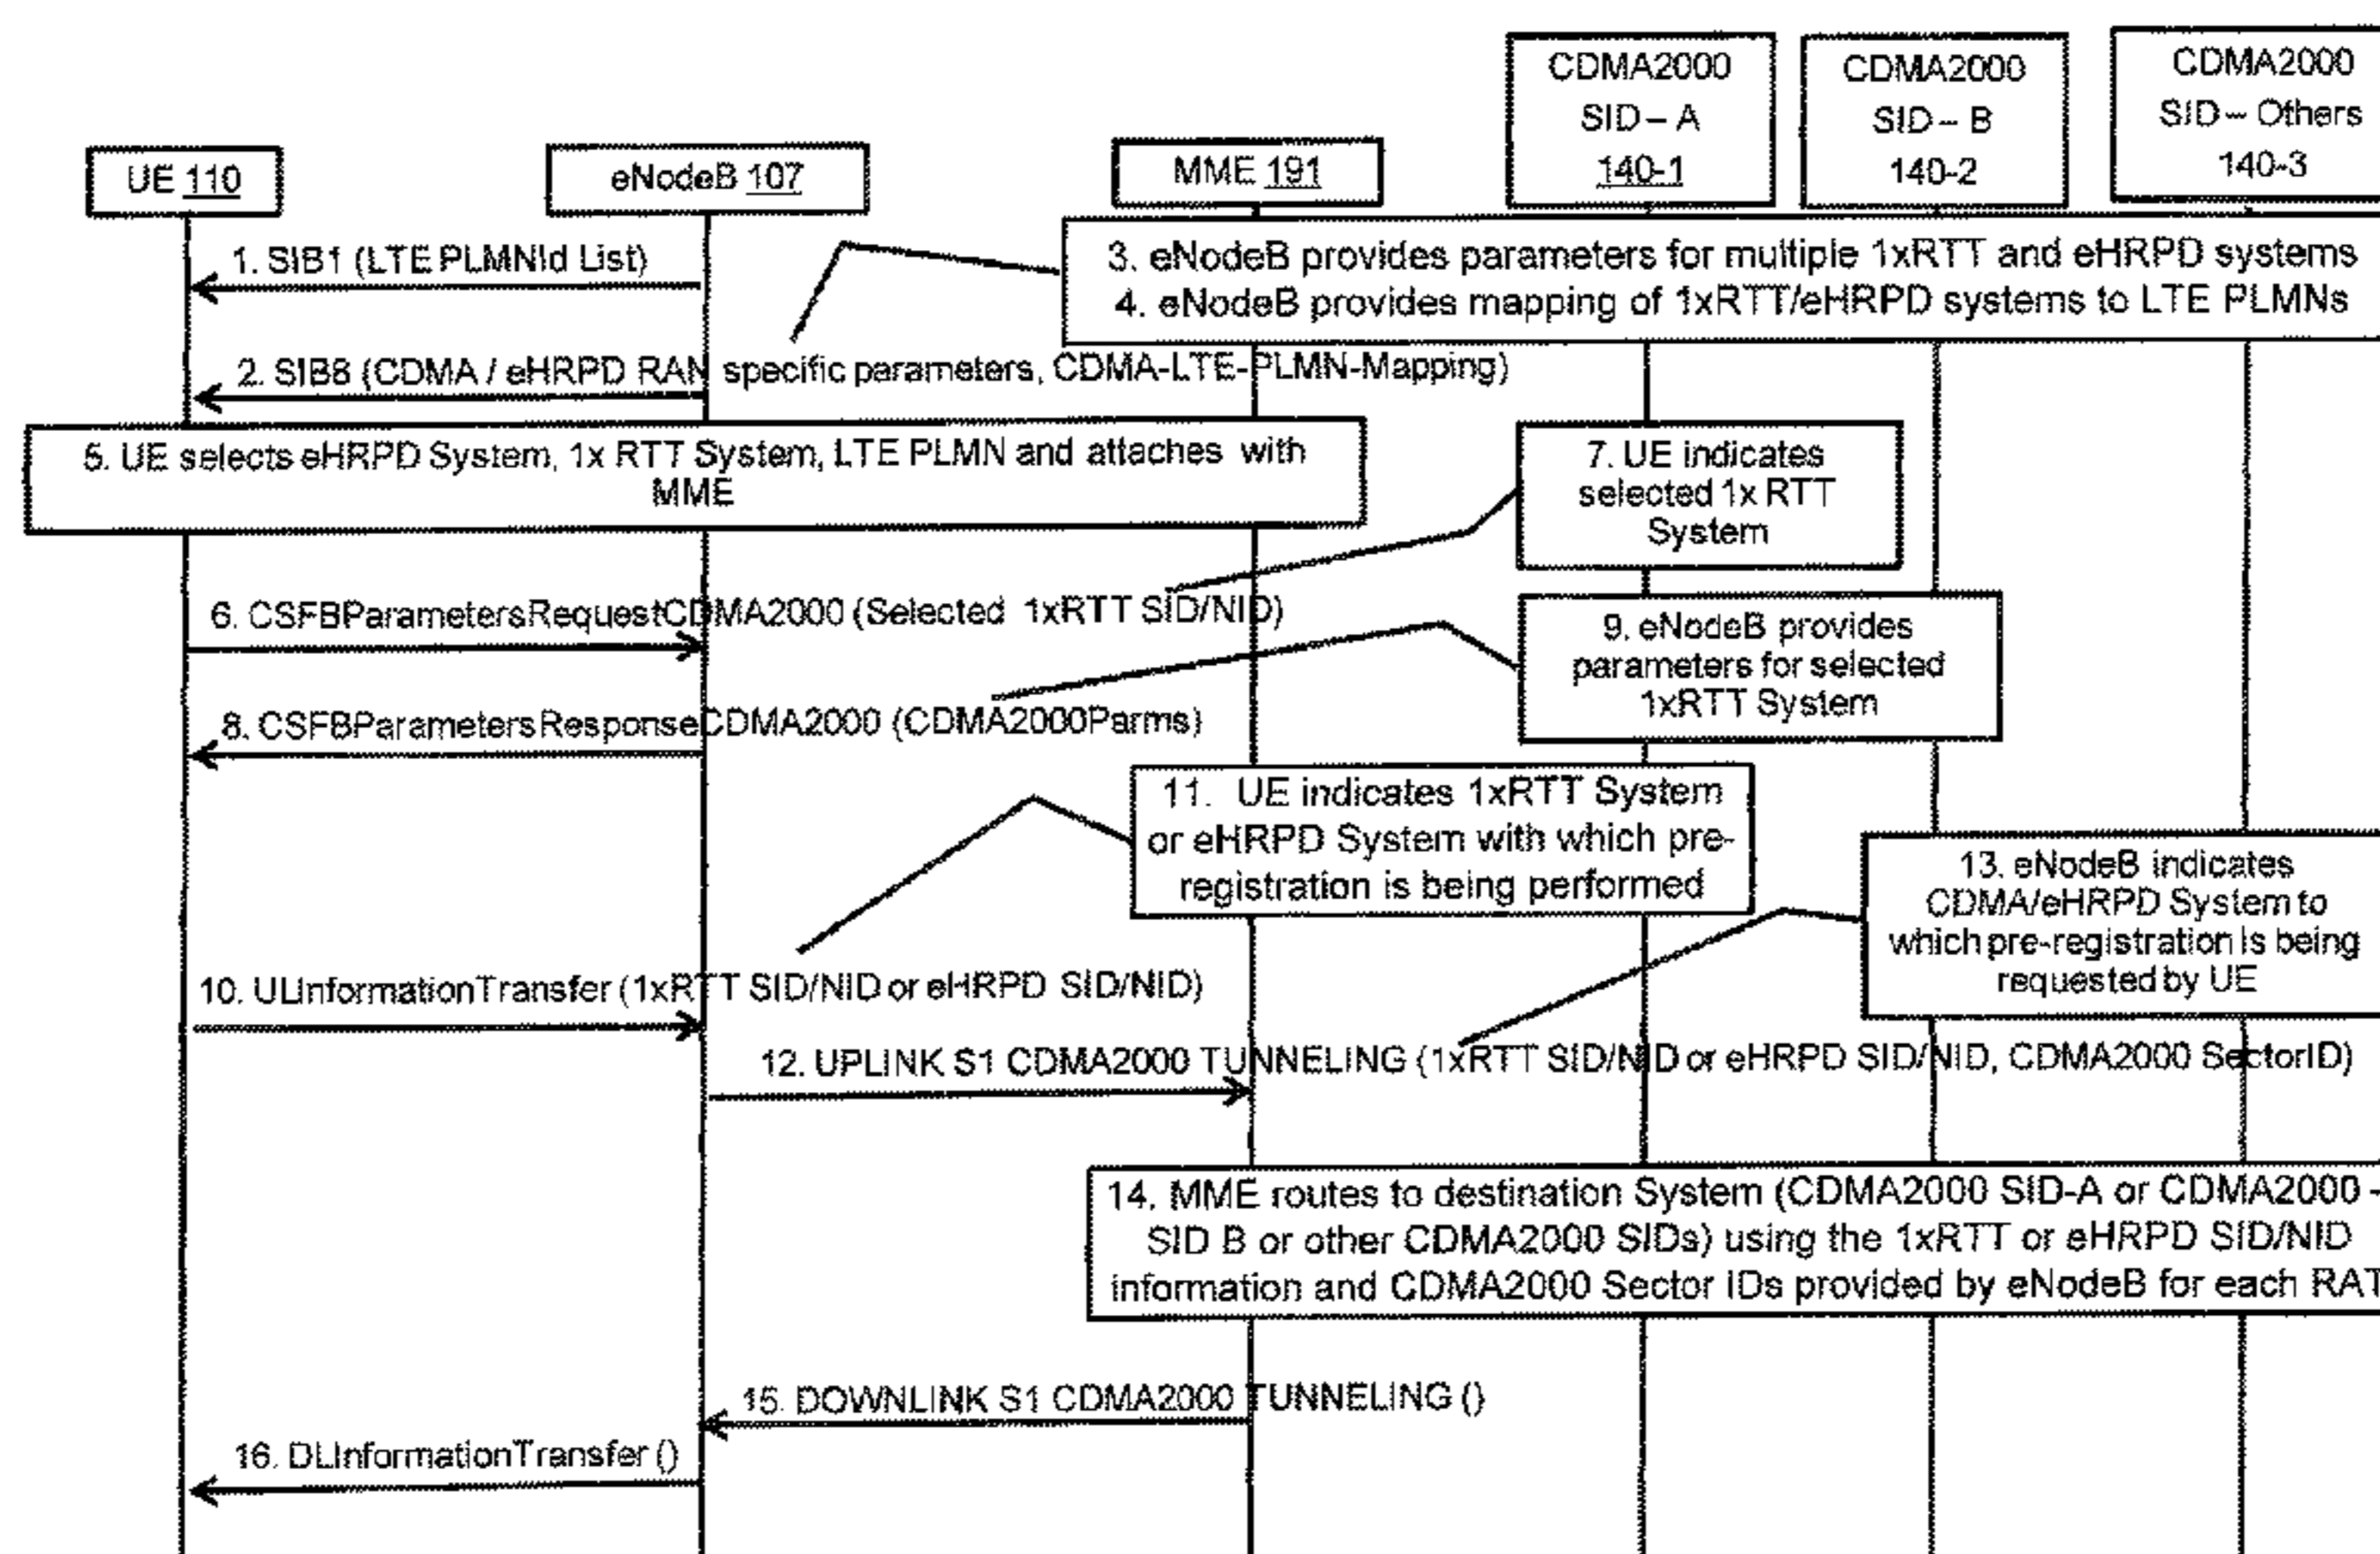 CDMA2000
SID – A
140-1
CDMA2000
SID – B
140-2
CDMA2000
SID – Others
140-3
UE 110
eNodeB 107
MME 191
1. SIB1 (LTE PLMNId List)
3. eNodeB provides parameters for multiple 1xRTT and eHRPD systems
4. eNodeB provides mapping of 1xRTT/eHRPD systems to LTE PLMNs
2. SIB8 (CDMA / eHRPD RAN specific parameters, CDMA-LTE-PLMN-Mapping)
5. UE selects eHRPD System, 1x RTT System, LTE PLMN and attaches with
MME
7. UE indicates
selected 1x RTT
System
6. CSFBParametersRequestCDMA2000 (Selected 1xRTT SID/NID)
9. eNodeB provides
parameters for selected
1xRTT System
8. CSFBParametersResponseCDMA2000 (CDMA2000Parms)
11. UE indicates 1xRTT System
or eHRPD System with which pre-
registration is being performed
13. eNodeB indicates
CDMA/eHRPD System to
which pre-registration is being
requested by UE
10. ULInformationTransfer (1xRTT SID/NID or eHRPD SID/NID)
12. UPLINK S1 CDMA2000 TUNNELING (1xRTT SID/NID or eHRPD SID/NID, CDMA2000 SectorID)
14. MME routes to destination System (CDMA2000 SID-A or CDMA2000 -
SID B or other CDMA2000 SIDs) using the 1xRTT or eHRPD SID/NID
information and CDMA2000 Sector IDs provided by eNodeB for each RAT
15. DOWNLINK S1 CDMA2000 TUNNELING ()
16. DLInformationTransfer ()